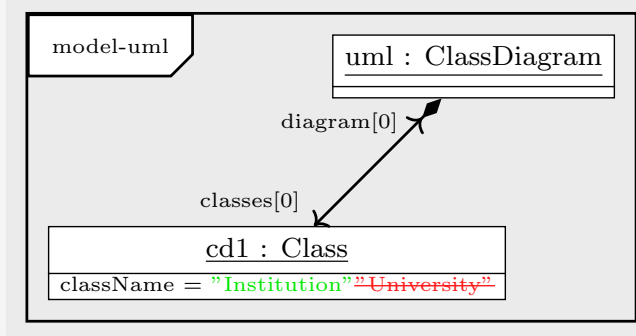 model-uml
uml : ClassDiagram
diagram[0]
classes[0]
cd1 : Class
className = "Institution""University"